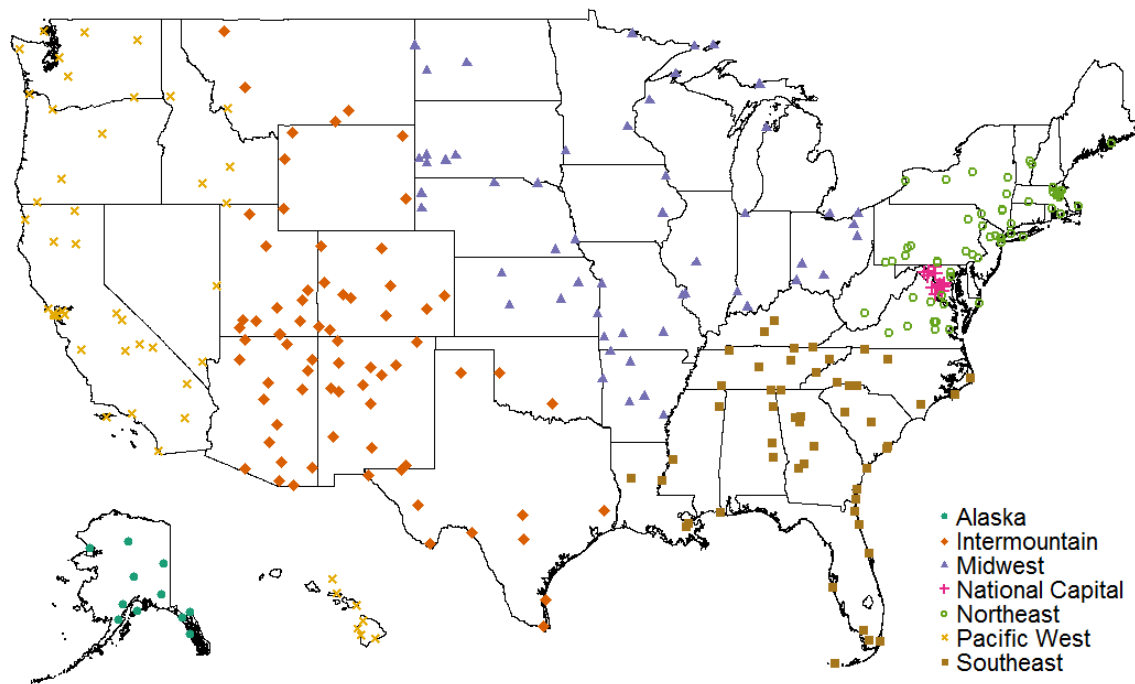 Alaska
Intermountain
Midwest
National Capital
Northeast
Pacific West
Southeast